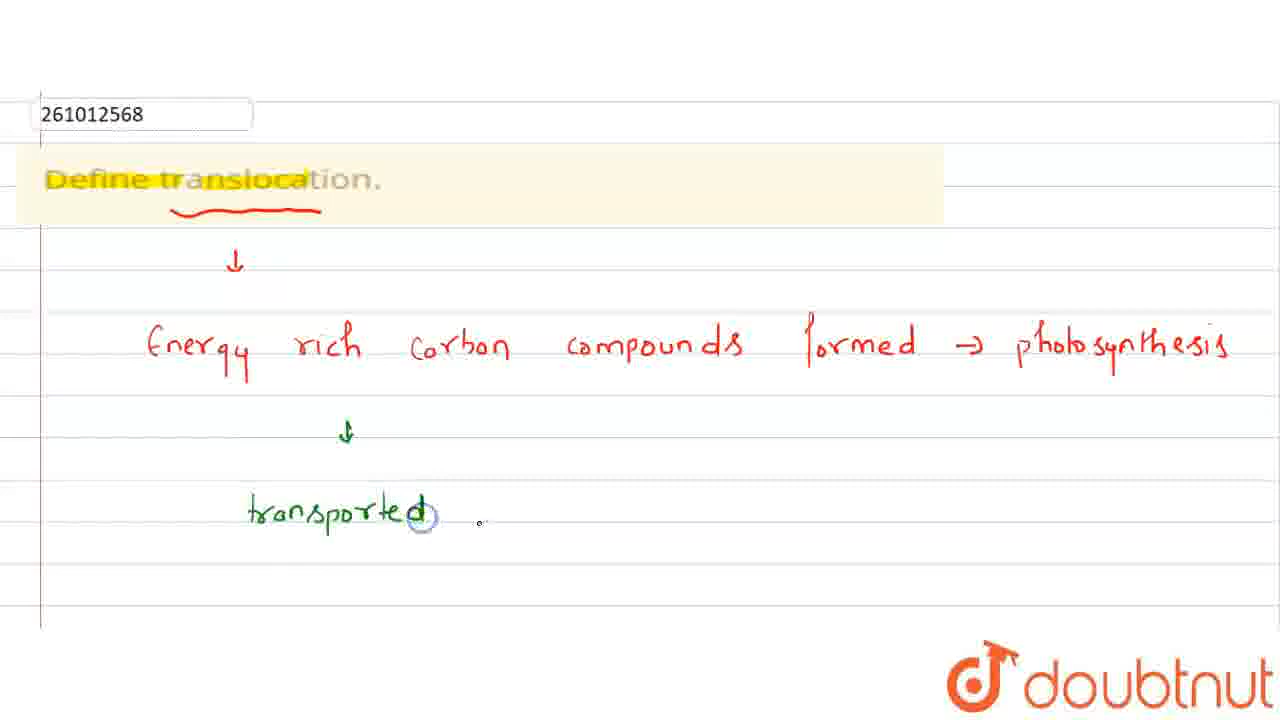 261012568
Define translocation.
↓
Energy rich carbon compounds formed → photosynthesis
↓
transported
doubtnut